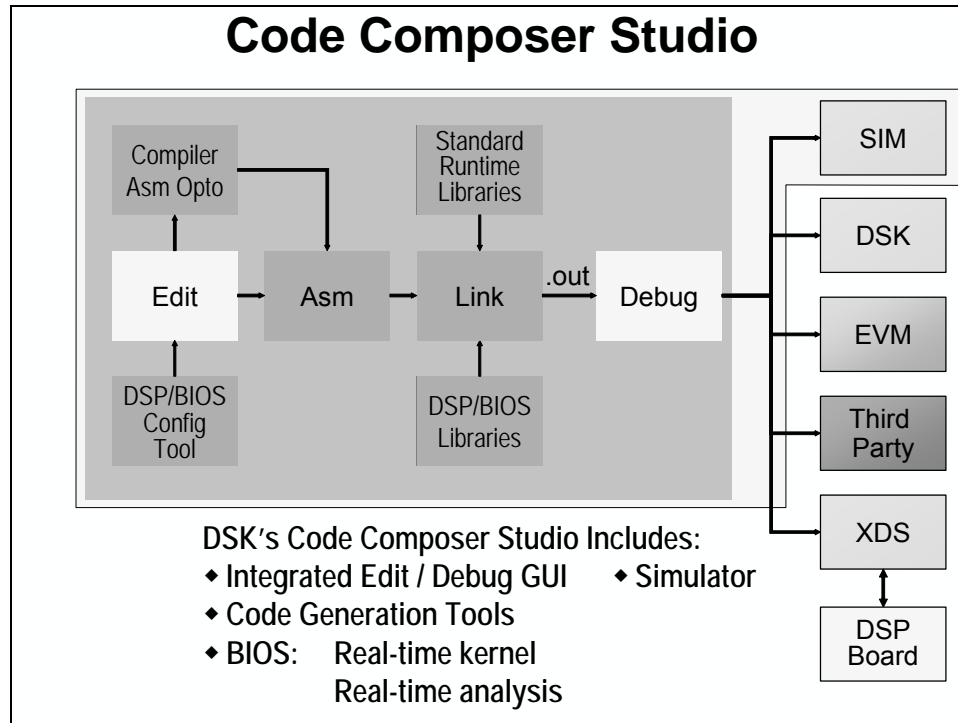 Code Composer Studio
Compiler
Asm Opto
Standard
Runtime
Libraries
SIM
DSK
Edit
Asm
Link
.out
Debug
EVM
DSP/BIOS
Config
Tool
DSP/BIOS
Libraries
Third
Party
XDS
DSP
Board
DSK's Code Composer Studio Includes:
◆ Integrated Edit / Debug GUI ◆ Simulator
◆ Code Generation Tools
◆ BIOS: Real-time kernel
Real-time analysis